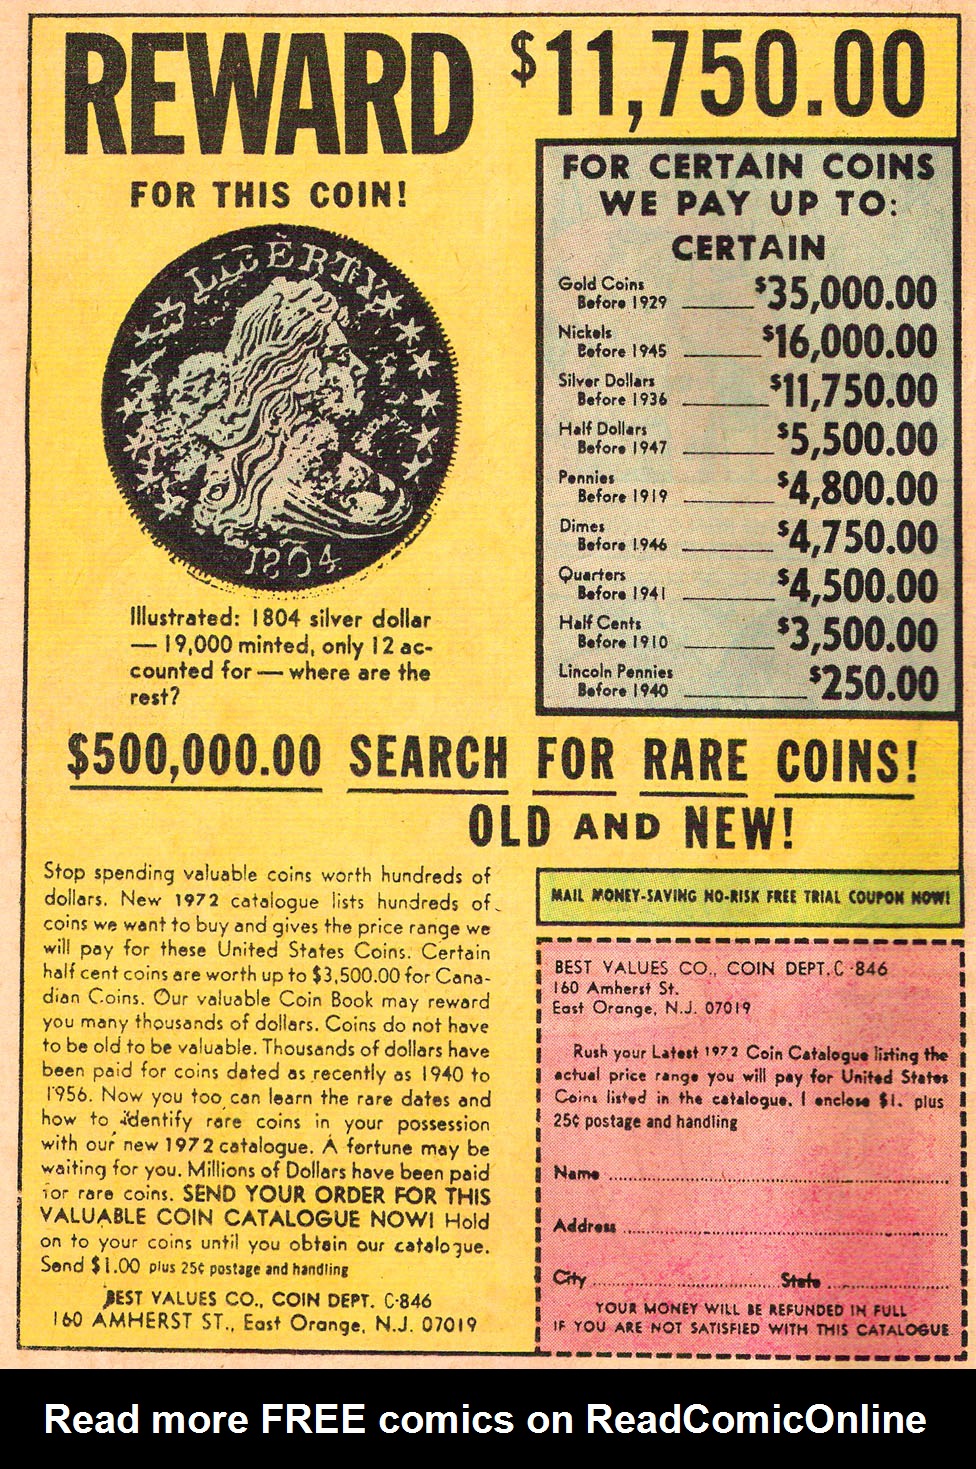 REWARD $11,750.00
FOR THIS COIN!
LIBERTY
1804
Illustrated: 1804 silver dollar
— 19,000 minted, only 12 ac-
counted for — where are the
rest?
FOR CERTAIN COINS
WE PAY UP TO:
CERTAIN
Gold Coins
Before 1929 $35,000.00
Nickels
Before 1945 $16,000.00
Silver Dollars
Before 1936 $11,750.00
Half Dollars
Before 1947 $5,500.00
Pennies
Before 1919 $4,800.00
Dimes
Before 1946 $4,750.00
Quarters
Before 1941 $4,500.00
Half Cents
Before 1910 $3,500.00
Lincoln Pennies
Before 1940 $250.00
$500,000.00 SEARCH FOR RARE COINS!
OLD AND NEW!
Stop spending valuable coins worth hundreds of
dollars. New 1972 catalogue lists hundreds of
coins we want to buy and gives the price range we
will pay for these United States Coins. Certain
half cent coins are worth up to $3,500.00 for Cana-
dian Coins. Our valuable Coin Book may reward
you many thousands of dollars. Coins do not have
to be old to be valuable. Thousands of dollars have
been paid for coins dated as recently as 1940 to
1956. Now you too can learn the rare dates and
how to identify rare coins in your possession
with our new 1972 catalogue. A fortune may be
waiting for you. Millions of Dollars have been paid
for rare coins. SEND YOUR ORDER FOR THIS
VALUABLE COIN CATALOGUE NOW! Hold
on to your coins until you obtain our catalogue.
Send $1.00 plus 25¢ postage and handling
BEST VALUES CO., COIN DEPT. C-846
160 AMHERST ST., East Orange, N.J. 07019
MAIL MONEY-SAVING NO-RISK FREE TRIAL COUPON NOW!
BEST VALUES CO., COIN DEPT. C-846
160 Amherst St.
East Orange, N.J. 07019
Rush your Latest 1972 Coin Catalogue listing the
actual price range you will pay for United States
Coins listed in the catalogue. I enclose $1. plus
25¢ postage and handling
Name
Address
City State
YOUR MONEY WILL BE REFUNDED IN FULL
IF YOU ARE NOT SATISFIED WITH THIS CATALOGUE
Read more FREE comics on ReadComicOnline